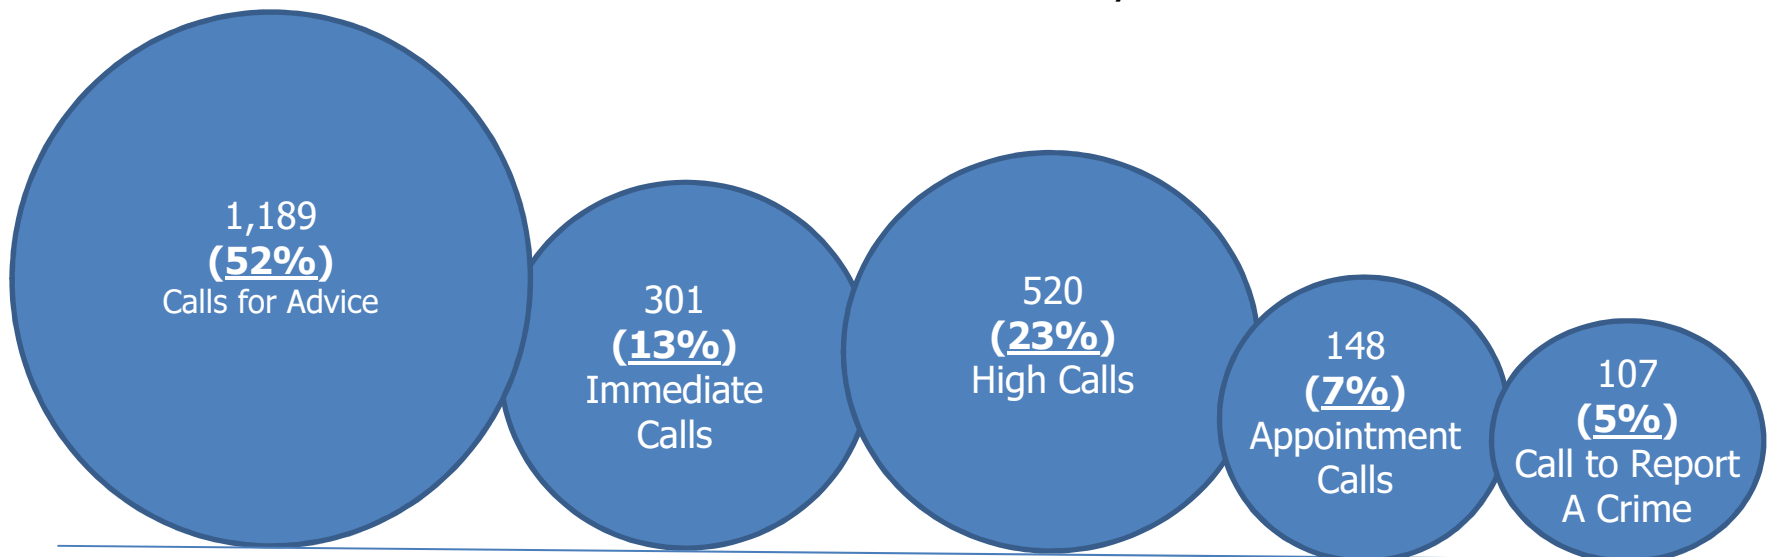 1,189
(52%)
Calls for Advice
301
(13%)
Immediate
Calls
520
(23%)
High Calls
148
(7%)
Appointment
Calls
107
(5%)
Call to Report
A Crime